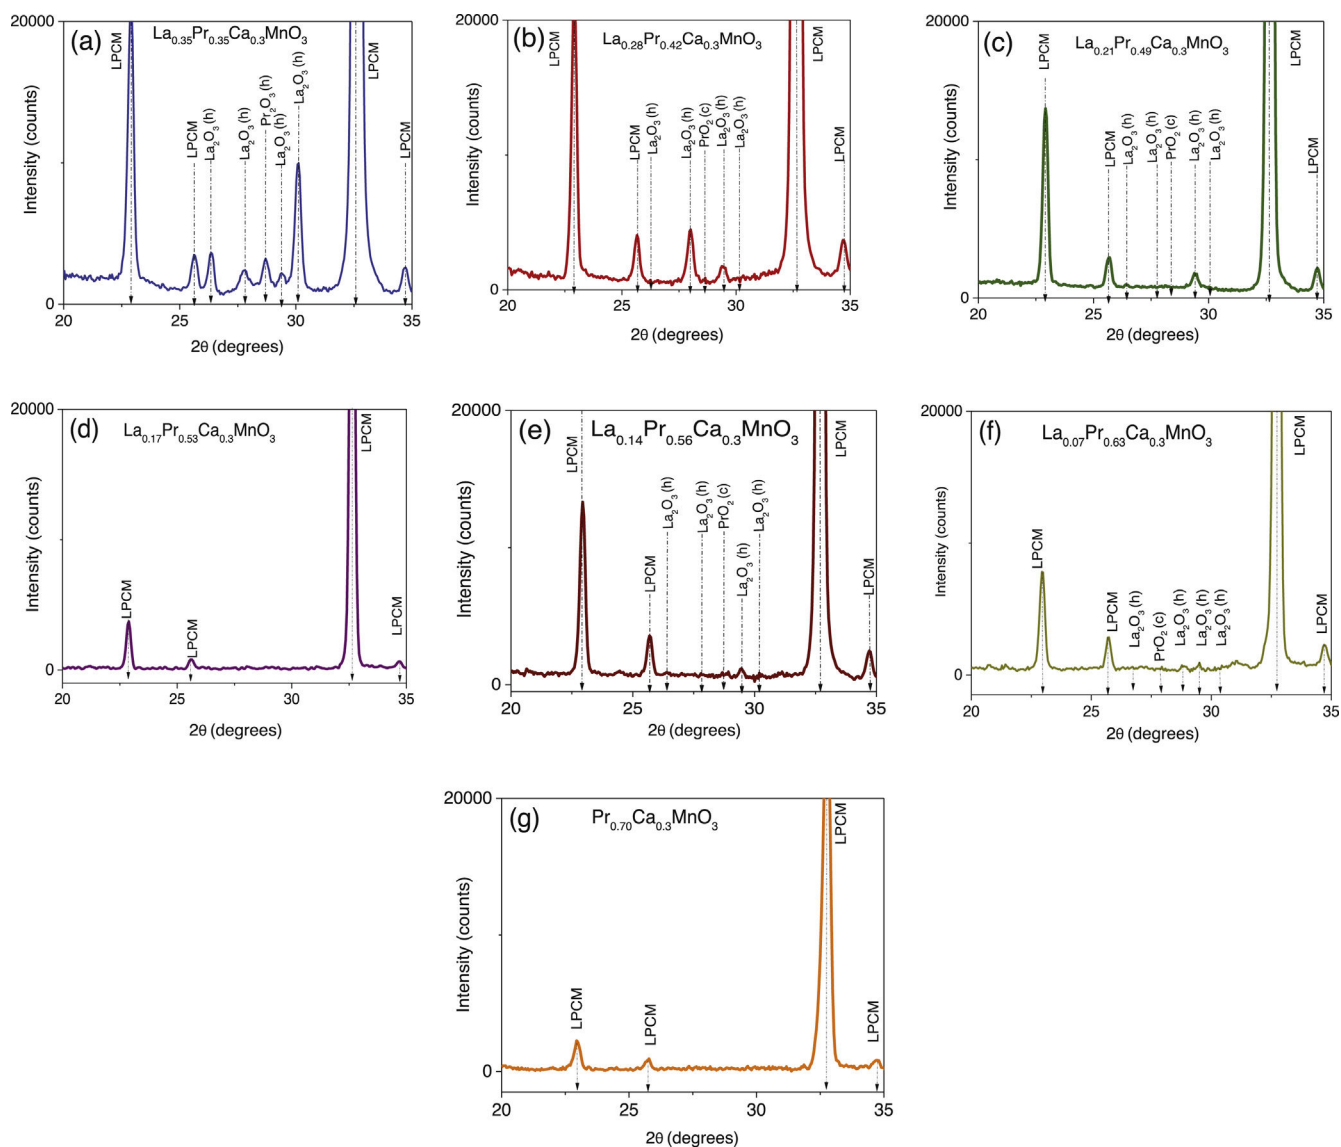 (a) La0.35Pr0.35Ca0.3MnO3
20000
10000
0
Intensity (counts)
LPCM
LPCM
La2O3 (h)
La2O3 (h)
Pr2O3 (h)
La2O3 (h)
La2O3 (h)
LPCM
LPCM
20 25 30 35
2θ (degrees)
(b) La0.28Pr0.42Ca0.3MnO3
20000
10000
0
Intensity (counts)
LPCM
LPCM
La2O3 (h)
La2O3 (h)
PrO2 (c)
La2O3 (h)
La2O3 (h)
LPCM
LPCM
20 25 30 35
2θ (degrees)
(c) La0.21Pr0.49Ca0.3MnO3
20000
10000
0
Intensity (counts)
LPCM
LPCM
La2O3 (h)
La2O3 (h)
PrO2 (c)
La2O3 (h)
La2O3 (h)
LPCM
LPCM
20 25 30 35
2θ (degrees)
(d) La0.17Pr0.53Ca0.3MnO3
20000
10000
0
Intensity (counts)
LPCM
LPCM
LPCM
LPCM
20 25 30 35
2θ (degrees)
(e) La0.14Pr0.56Ca0.3MnO3
20000
10000
0
Intensity (counts)
LPCM
LPCM
La2O3 (h)
La2O3 (h)
PrO2 (c)
La2O3 (h)
La2O3 (h)
LPCM
LPCM
20 25 30 35
2θ (degrees)
(f) La0.07Pr0.63Ca0.3MnO3
20000
10000
0
Intensity (counts)
LPCM
LPCM
La2O3 (h)
PrO2 (c)
La2O3 (h)
La2O3 (h)
La2O3 (h)
LPCM
LPCM
20 25 30 35
2θ (degrees)
(g) Pr0.70Ca0.3MnO3
20000
10000
0
Intensity (counts)
LPCM
LPCM
LPCM
LPCM
20 25 30 35
2θ (degrees)